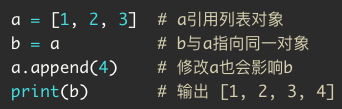 a = [1, 2, 3]  # a引用列表对象
b = a          # b与a指向同一对象
a.append(4)    # 修改a也会影响b
print(b)       # 输出 [1, 2, 3, 4]